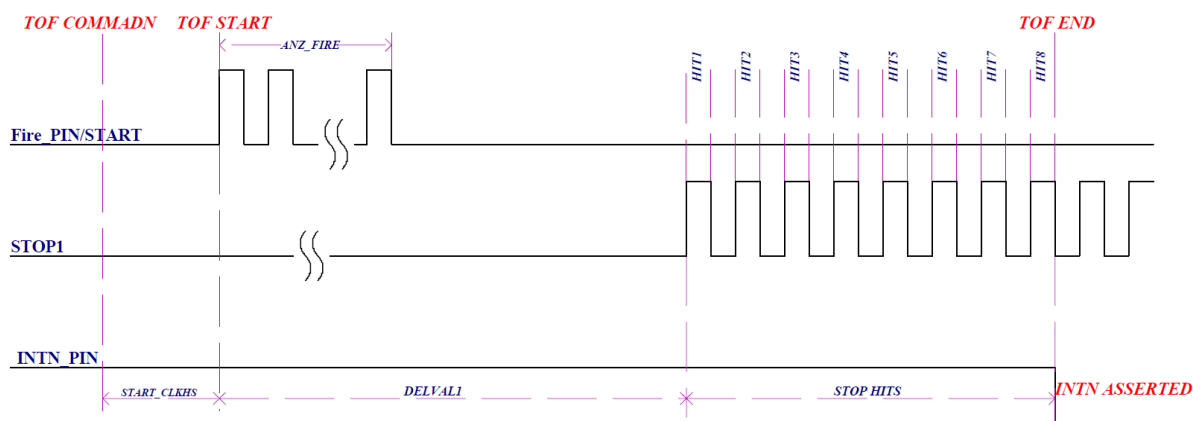 TOF COMMADN
TOF START
TOF END
ANZ_FIRE
HIT1
HIT2
HIT3
HIT4
HIT5
HIT6
HIT7
HIT8
Fire_PIN/START
STOP1
INTN_PIN
START_CLKHS
DELVAL1
STOP HITS
INTN ASSERTED